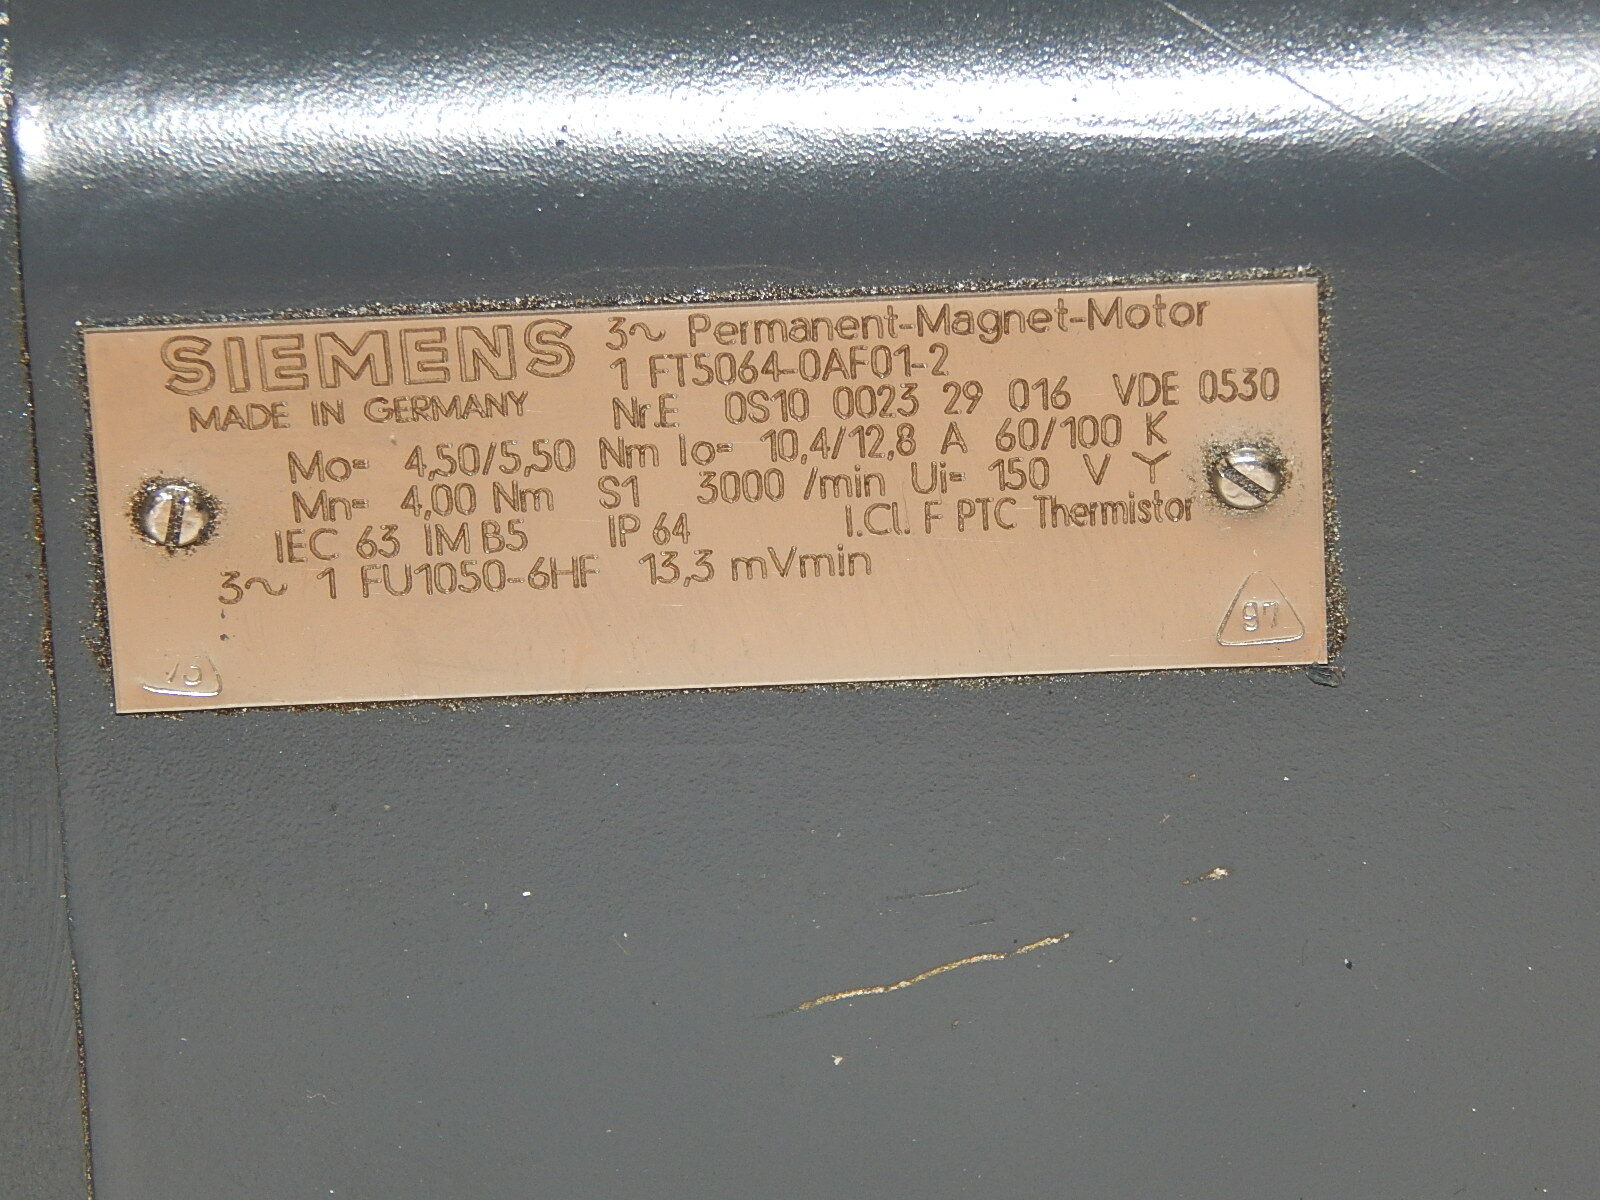 SIEMENS
MADE IN GERMANY
3~ Permanent-Magnet-Motor
1 FT5064-0AF01-2
Nr.E 0S10 0023 29 016 VDE 0530
Mo= 4,50/5,50 Nm Io= 10,4/12,8 A 60/100 K
Mn= 4,00 Nm S1 3000 /min Ui= 150 V Y
IEC 63 IM B5 IP 64 I.Cl. F PTC Thermistor
3~ 1 FU1050-6HF 13,3 mVmin